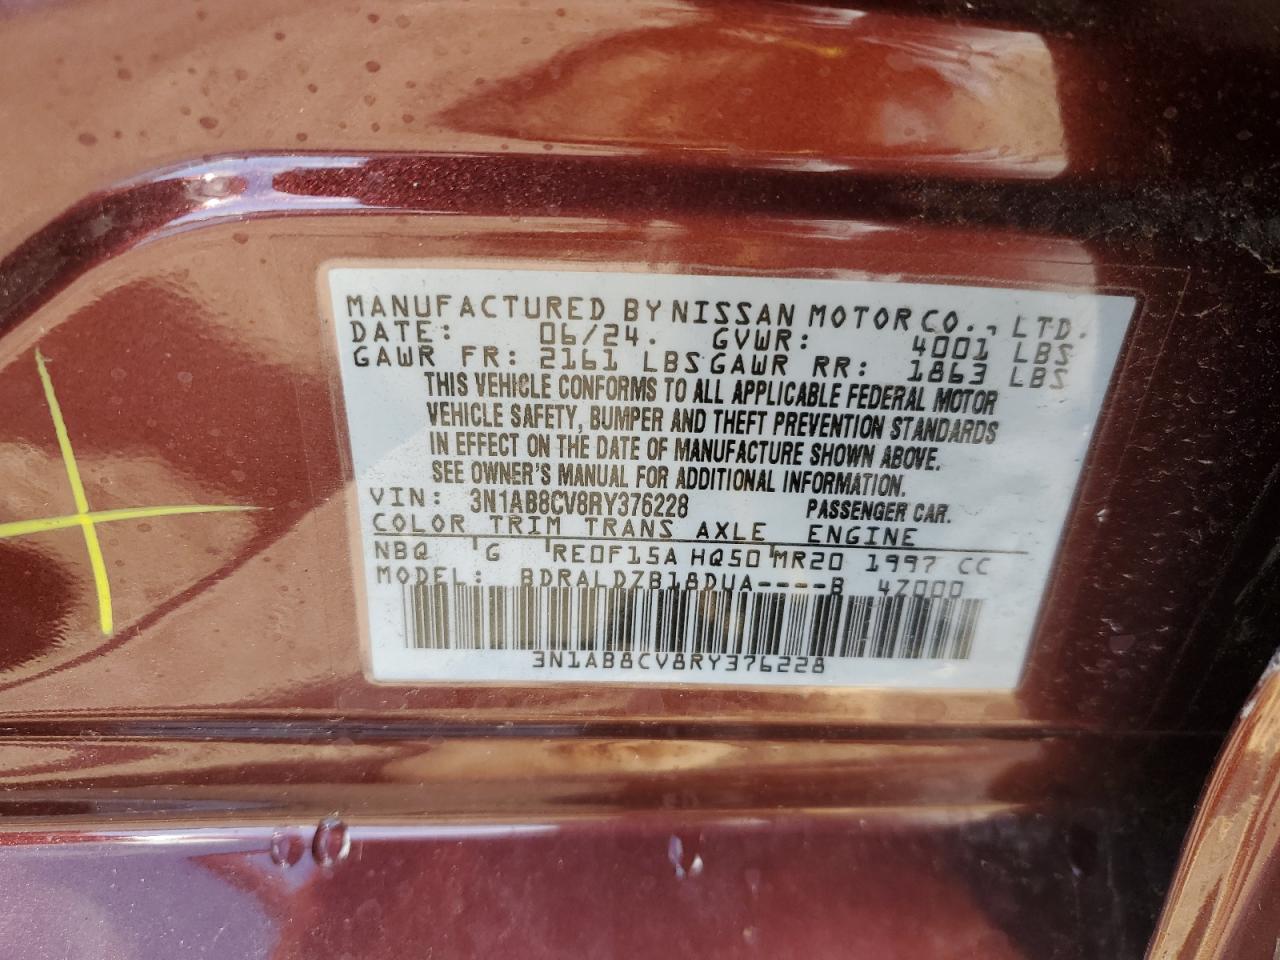 MANUFACTURED BY NISSAN MOTOR CO., LTD.
DATE: 06/24. GVWR: 4001 LBS
GAWR FR: 2161 LBS GAWR RR: 1863 LBS
THIS VEHICLE CONFORMS TO ALL APPLICABLE FEDERAL MOTOR
VEHICLE SAFETY, BUMPER AND THEFT PREVENTION STANDARDS
IN EFFECT ON THE DATE OF MANUFACTURE SHOWN ABOVE.
SEE OWNER'S MANUAL FOR ADDITIONAL INFORMATION.
VIN: 3N1AB8CV8RY376228 PASSENGER CAR.
COLOR TRIM TRANS AXLE ENGINE
NBQ G RE0F15A HQ50 MR20 1997 CC
MODEL: BDRALDZB18DUA----B 4Z000
3N1AB8CV8RY376228